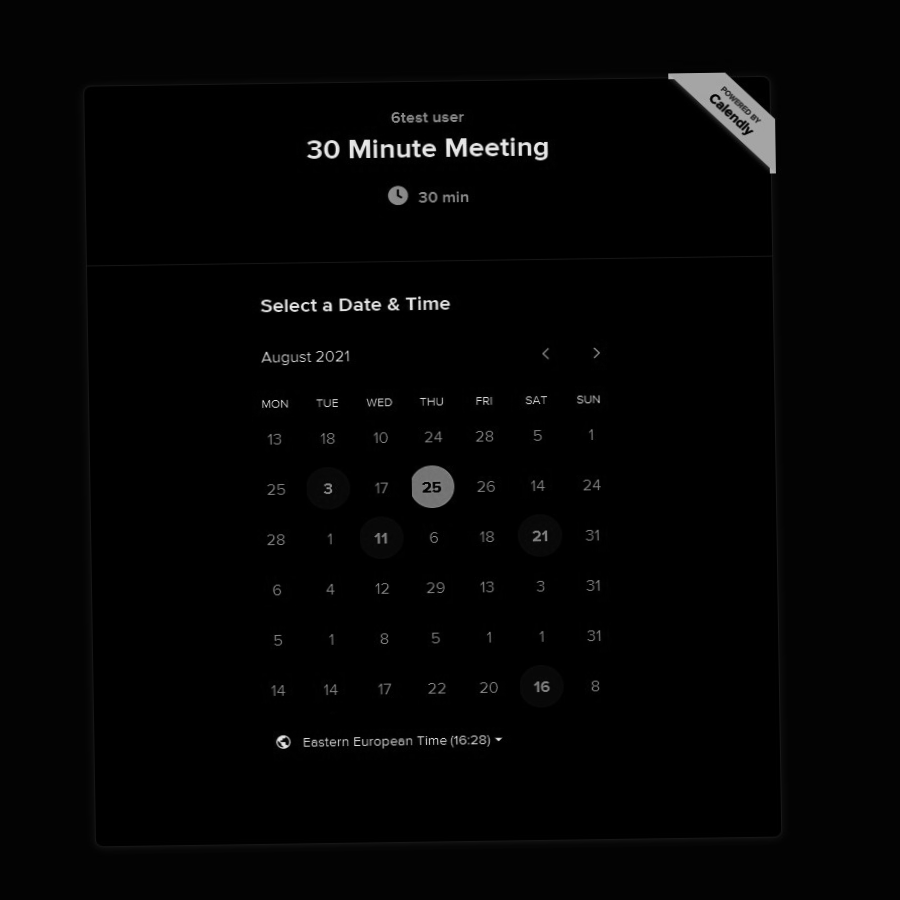 POWERED BY
Calendly
6test user
30 Minute Meeting
30 min
Select a Date & Time
August 2021
MON TUE WED THU FRI SAT SUN
13 18 10 24 28 5 1
25 3 17 25 26 14 24
28 1 11 6 18 21 31
6 4 12 29 13 3 31
5 1 8 5 1 1 31
14 14 17 22 20 16 8
Eastern European Time (16:28)